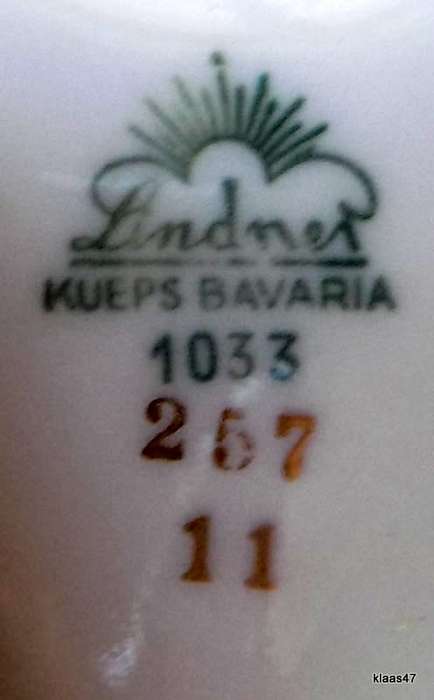 Lindner
KUEPS BAVARIA
1033
257
11
klaas47